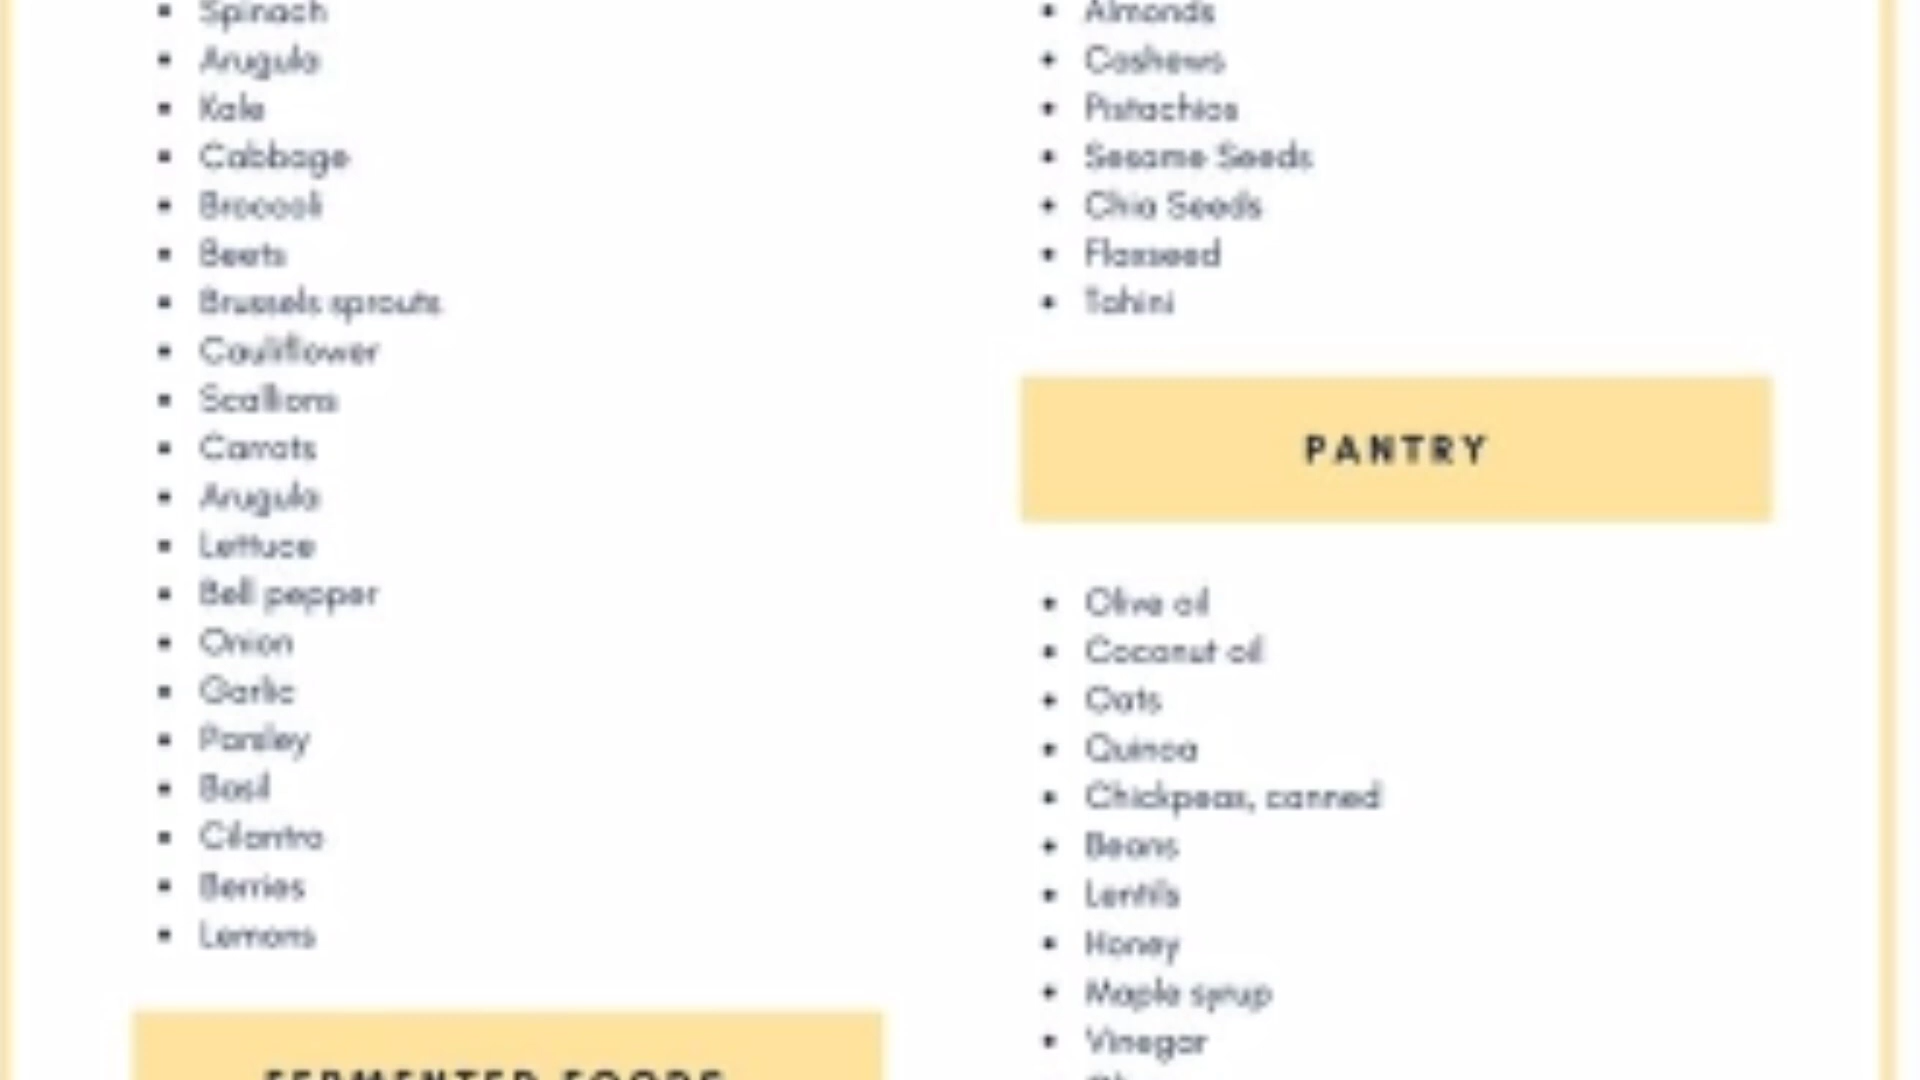 Spinach
Arugula
Kale
Cabbage
Broccoli
Beets
Brussels sprouts
Cauliflower
Scallions
Carrots
Arugula
Lettuce
Bell pepper
Onion
Garlic
Parsley
Basil
Cilantro
Berries
Lemons
FERMENTED FOODS
Almonds
Cashews
Pistachios
Sesame Seeds
Chia Seeds
Flaxseed
Tahini
PANTRY
Olive oil
Coconut oil
Oats
Quinoa
Chickpeas, canned
Beans
Lentils
Honey
Maple syrup
Vinegar